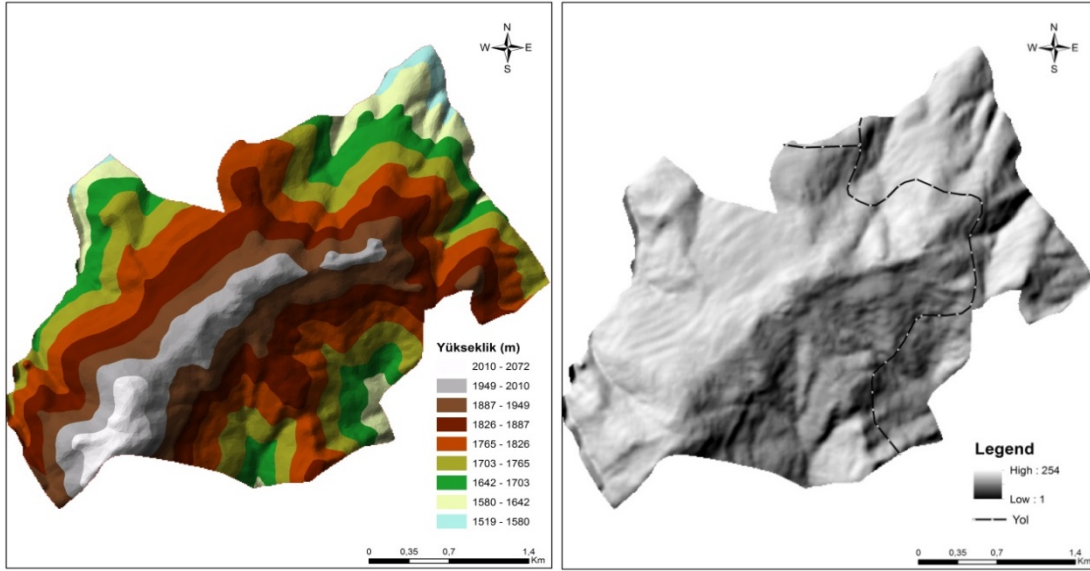 N
W E
S
Yükseklik (m)
2010 - 2072
1949 - 2010
1887 - 1949
1826 - 1887
1765 - 1826
1703 - 1765
1642 - 1703
1580 - 1642
1519 - 1580
0 0,35 0,7 1,4
Km
N
W E
S
Legend
High : 254
Low : 1
Yol
0 0,35 0,7 1,4
Km